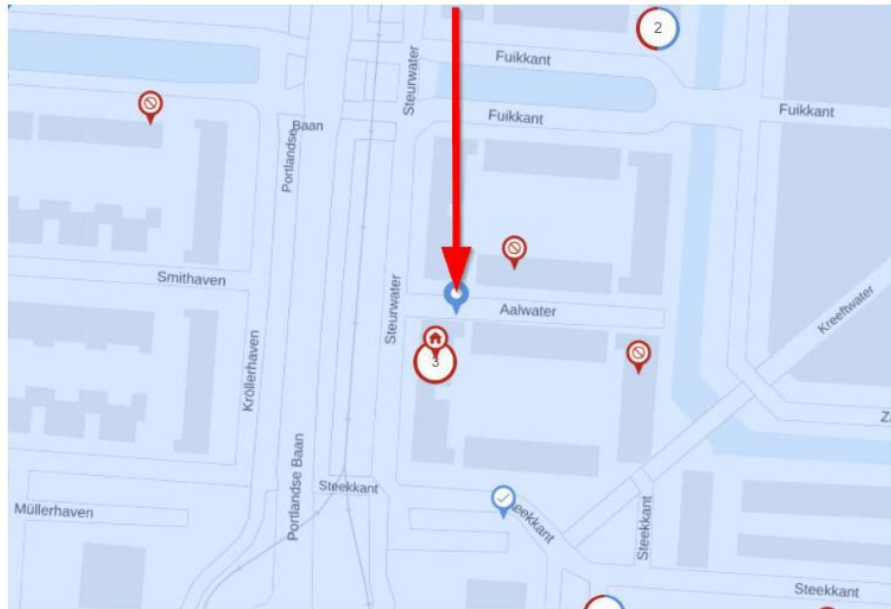 2
Fuikkant
Fuikkant
Steurwater
Fuikkant
Baan
Portlandse
Smithaven
Steurwater
Aalwater
Kreeftwater
3
Kröllerhaven
Portlandse Baan
Steekkant
Müllerhaven
Steekkant
Steekkant